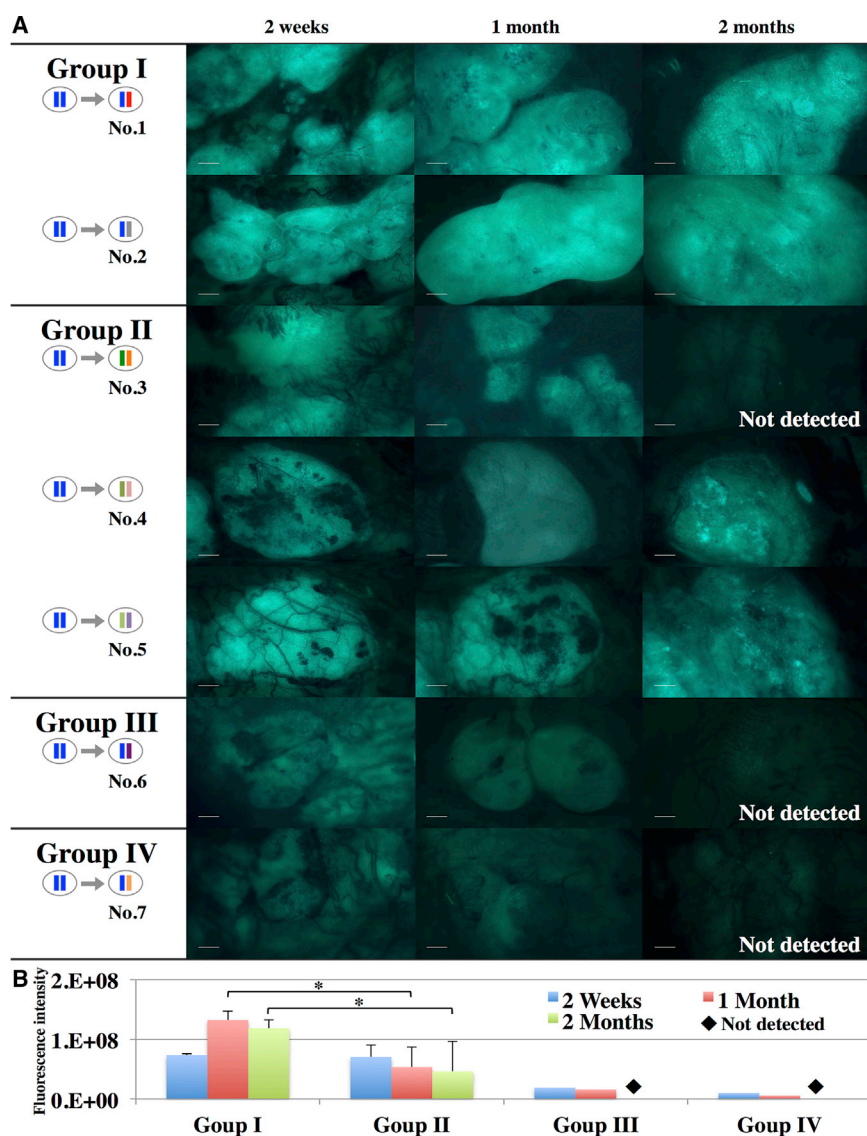 A
2 weeks
1 month
2 months
Group I
No.1
No.2
Group II
No.3
Not detected
No.4
No.5
Group III
No.6
Not detected
Group IV
No.7
Not detected
B
Fluorescence intensity
2.E+08
1.E+08
0.E+00
*
*
2 Weeks
1 Month
2 Months
Not detected
Goup I
Goup II
Goup III
Goup IV